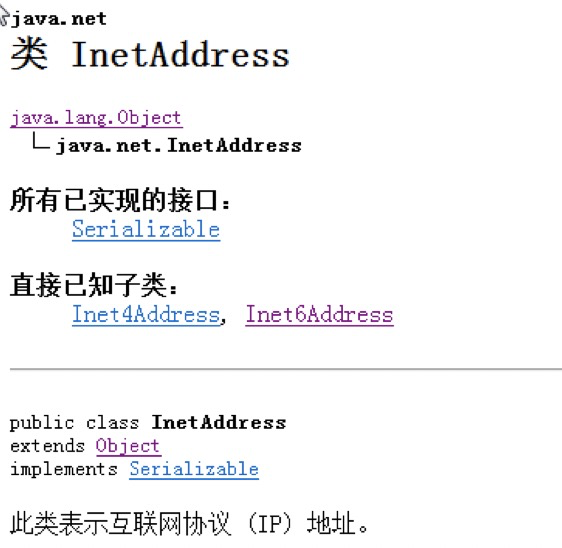 java.net
类 InetAddress
java.lang.Object
java.net.InetAddress
所有已实现的接口：
Serializable
直接已知子类：
Inet4Address, Inet6Address
public class InetAddress
extends Object
implements Serializable
此类表示互联网协议 (IP) 地址。